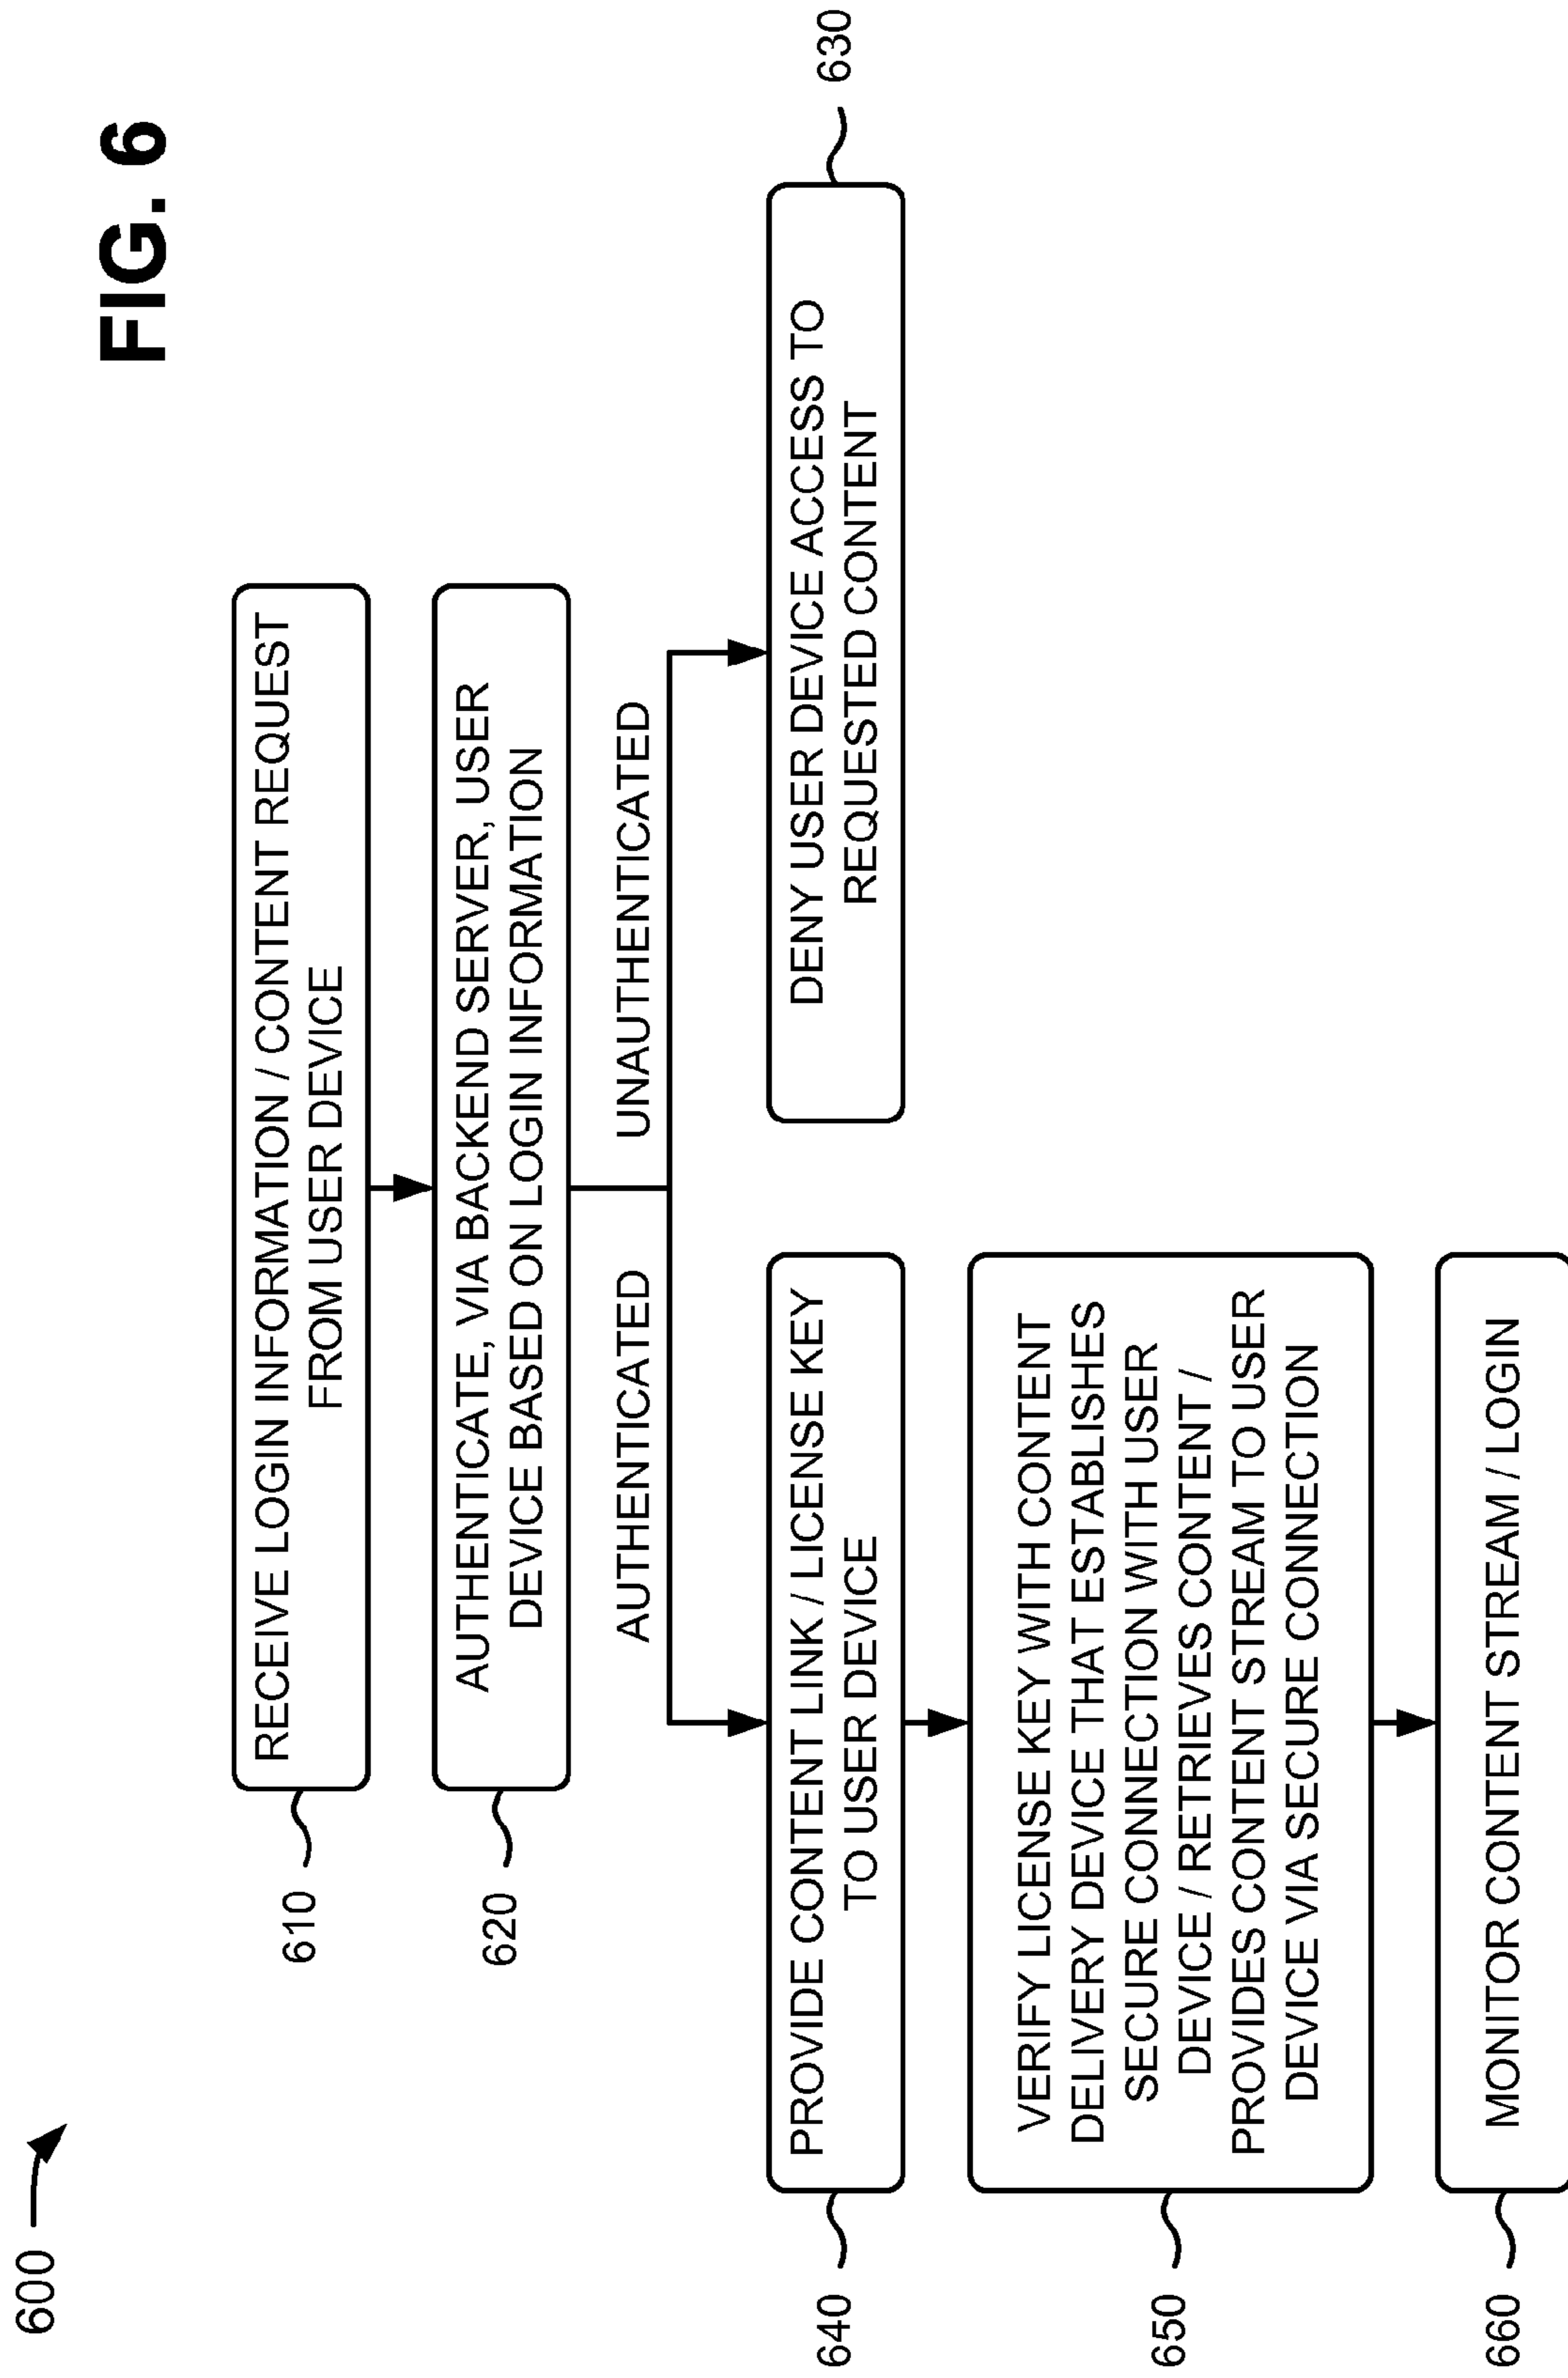 FIG. 6
600
610
RECEIVE LOGIN INFORMATION / CONTENT REQUEST
FROM USER DEVICE
620
AUTHENTICATE, VIA BACKEND SERVER, USER
DEVICE BASED ON LOGIN INFORMATION
AUTHENTICATED
UNAUTHENTICATED
640
PROVIDE CONTENT LINK / LICENSE KEY
TO USER DEVICE
DENY USER DEVICE ACCESS TO
REQUESTED CONTENT
630
650
VERIFY LICENSE KEY WITH CONTENT
DELIVERY DEVICE THAT ESTABLISHES
SECURE CONNECTION WITH USER
DEVICE / RETRIEVES CONTENT /
PROVIDES CONTENT STREAM TO USER
DEVICE VIA SECURE CONNECTION
660
MONITOR CONTENT STREAM / LOGIN